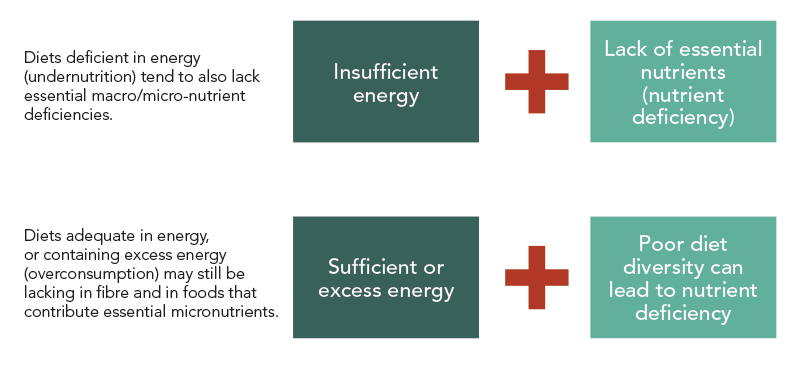 Diets deficient in energy
(undernutrition) tend to also lack
essential macro/micro-nutrient
deficiencies.
Insufficient
energy
Lack of essential
nutrients
(nutrient
deficiency)
Diets adequate in energy,
or containing excess energy
(overconsumption) may still be
lacking in fibre and in foods that
contribute essential micronutrients.
Sufficient or
excess energy
Poor diet
diversity can
lead to nutrient
deficiency